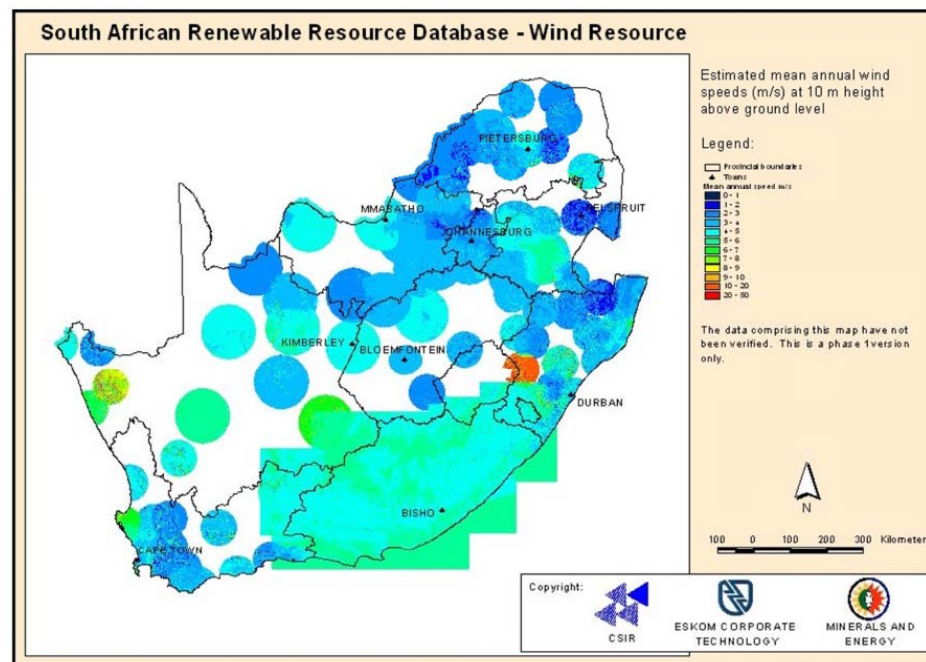 South African Renewable Resource Database - Wind Resource
Estimated mean annual wind
speeds (m/s) at 10 m height
above ground level
Legend:
Provincial boundaries
Towns
Mean annual speed m/s
0 - 1
1 - 2
2 - 3
3 - 4
4 - 5
5 - 6
6 - 7
7 - 8
8 - 9
9 - 10
10 - 20
20 - 50
The data comprising this map have not
been verified. This is a phase 1version
only.
PIETERSBURG
MMABATHO
NELSPRUIT
JOHANNESBURG
KIMBERLEY
BLOEMFONTEIN
DURBAN
BISHO
CAPE TOWN
N
100 0 100 200 300 Kilometer
Copyright:
CSIR
ESKOM CORPORATE
TECHNOLOGY
MINERALS AND
ENERGY